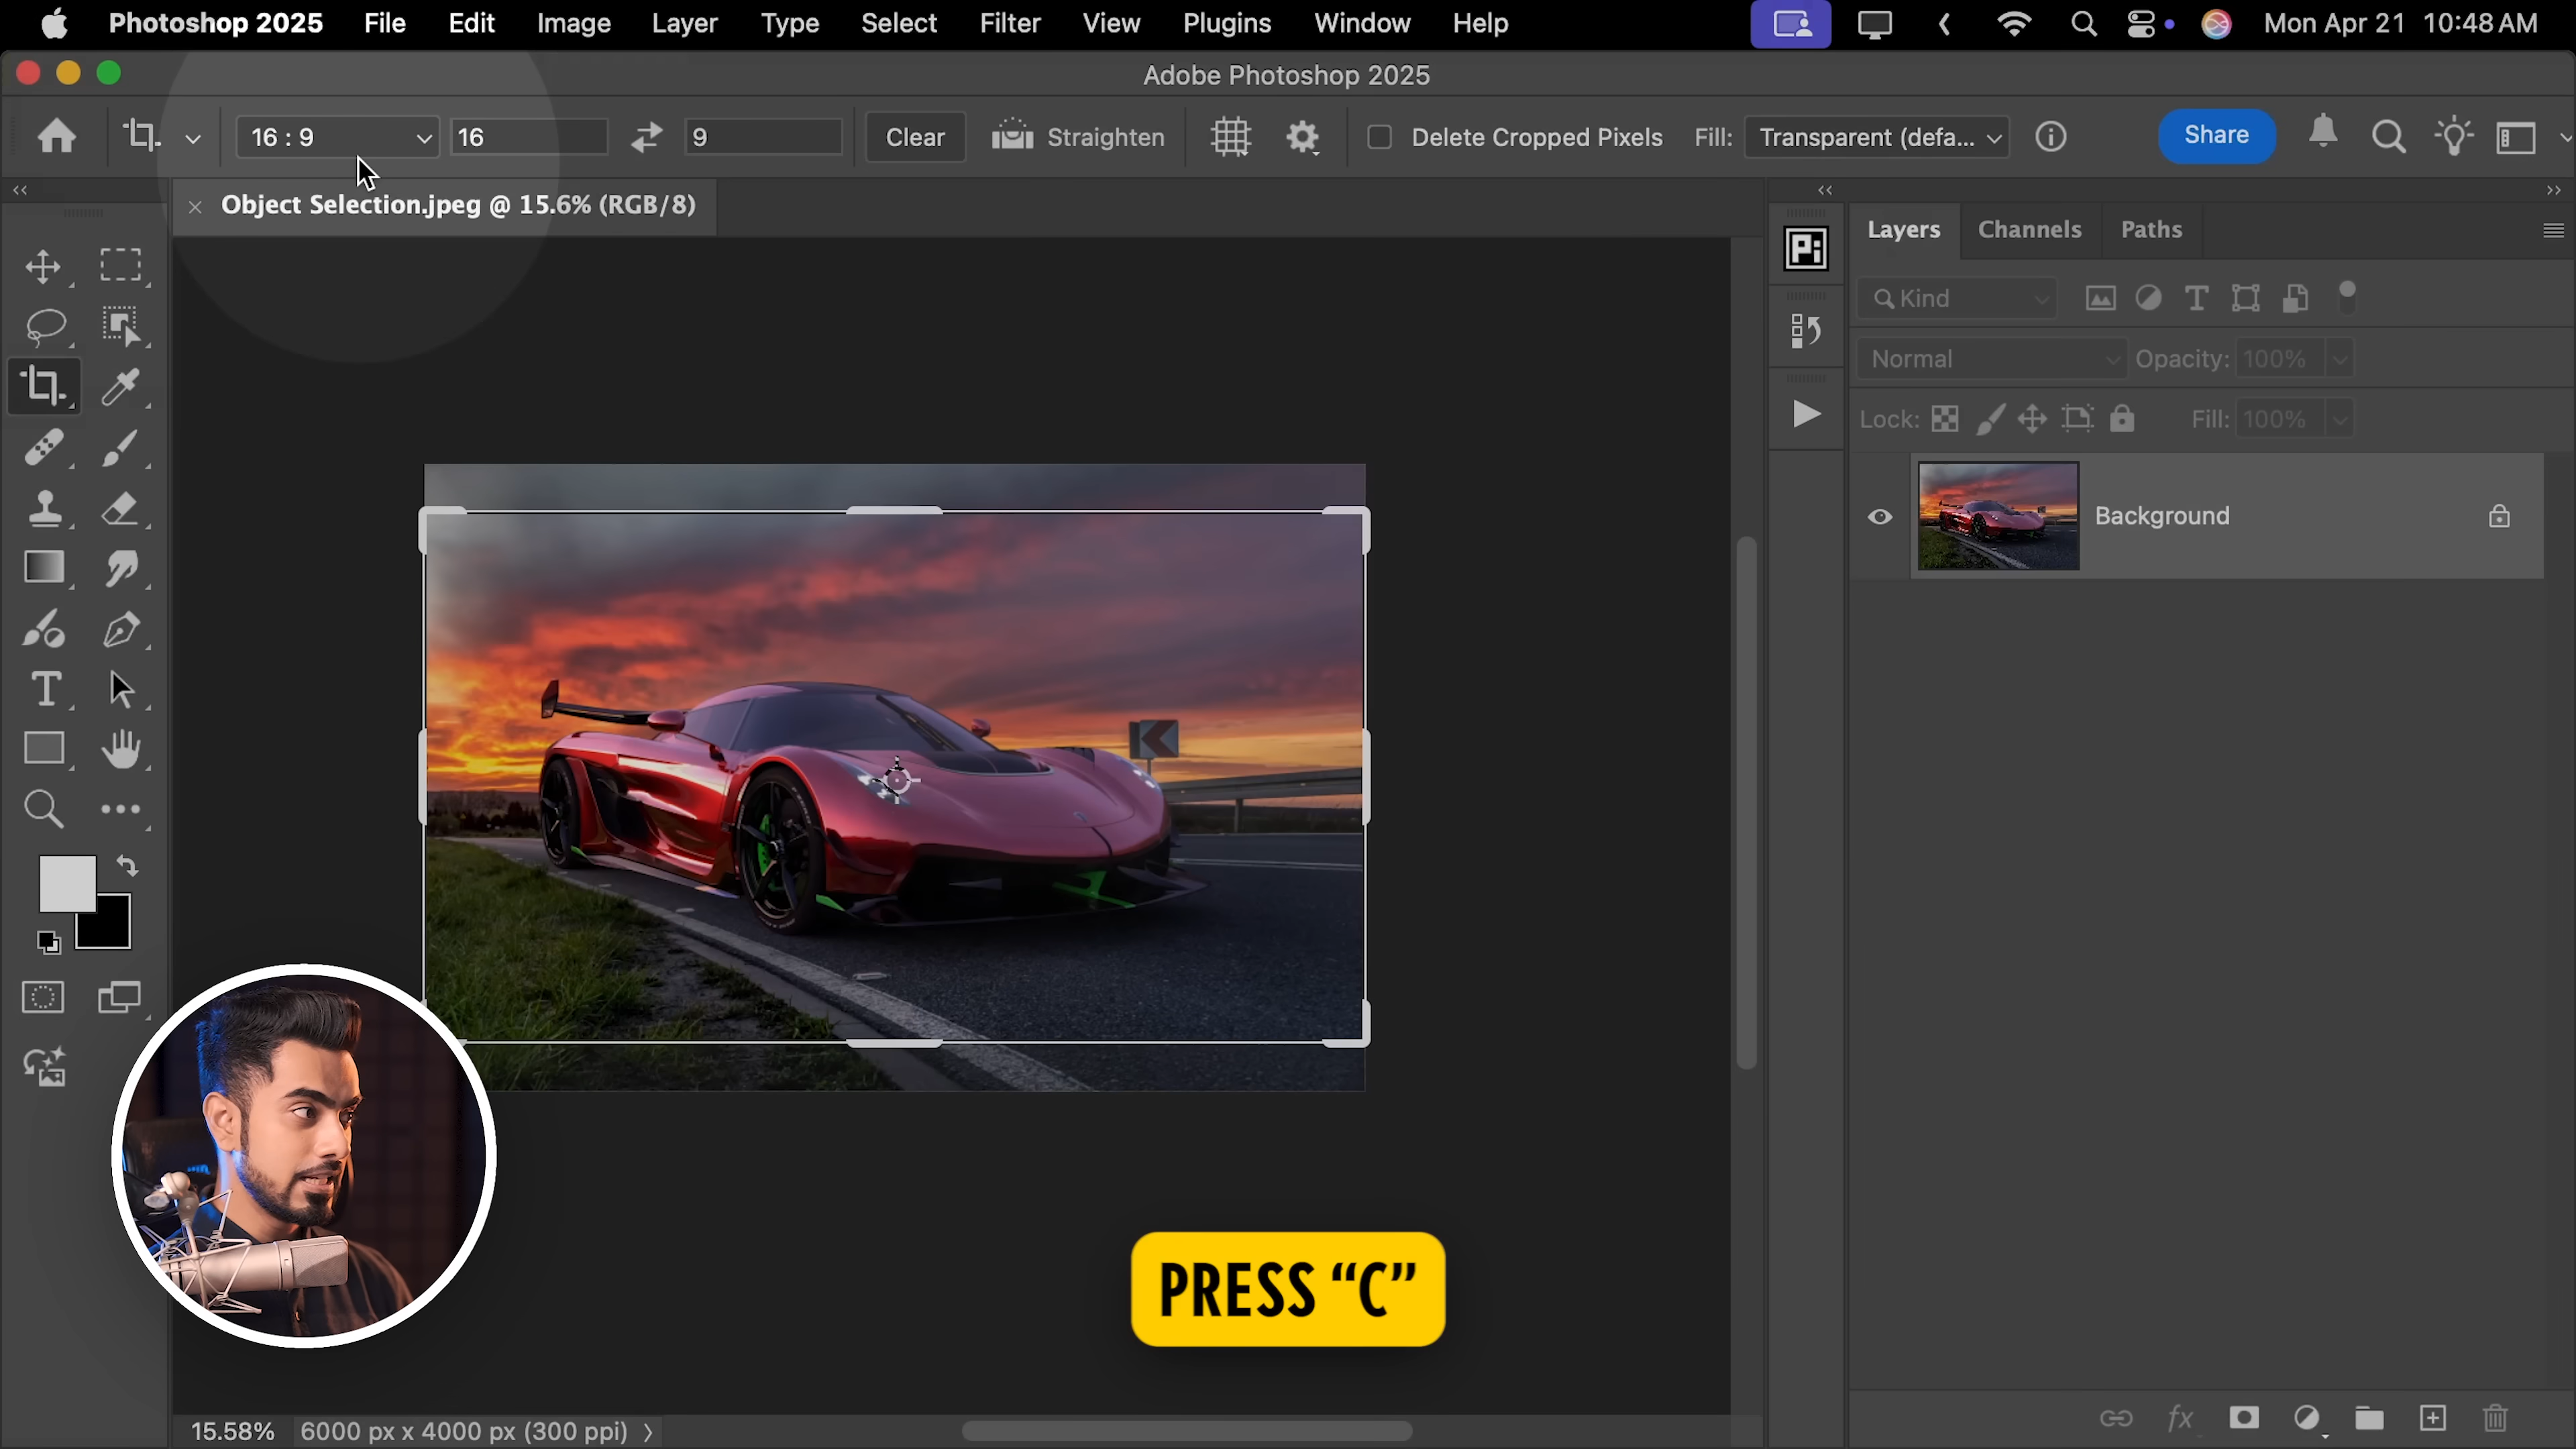 Photoshop 2025 File Edit Image Layer Type Select Filter View Plugins Window Help Mon Apr 21 10:48 AM
Adobe Photoshop 2025
16 : 9 16 9 Clear Straighten Delete Cropped Pixels Fill: Transparent (defa... Share
Object Selection.jpeg @ 15.6% (RGB/8)
Pi
Layers Channels Paths
Kind
Normal Opacity: 100%
Lock: Fill: 100%
Background
PRESS “C”
fx
15.58% 6000 px x 4000 px (300 ppi)